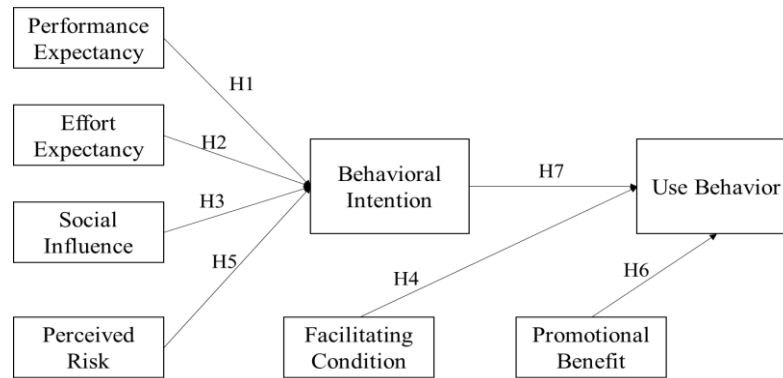 Performance
Expectancy
H1
Effort
Expectancy
H2
Behavioral
Intention
H7
Use Behavior
Social
Influence
H3
H5
H4
H6
Perceived
Risk
Facilitating
Condition
Promotional
Benefit